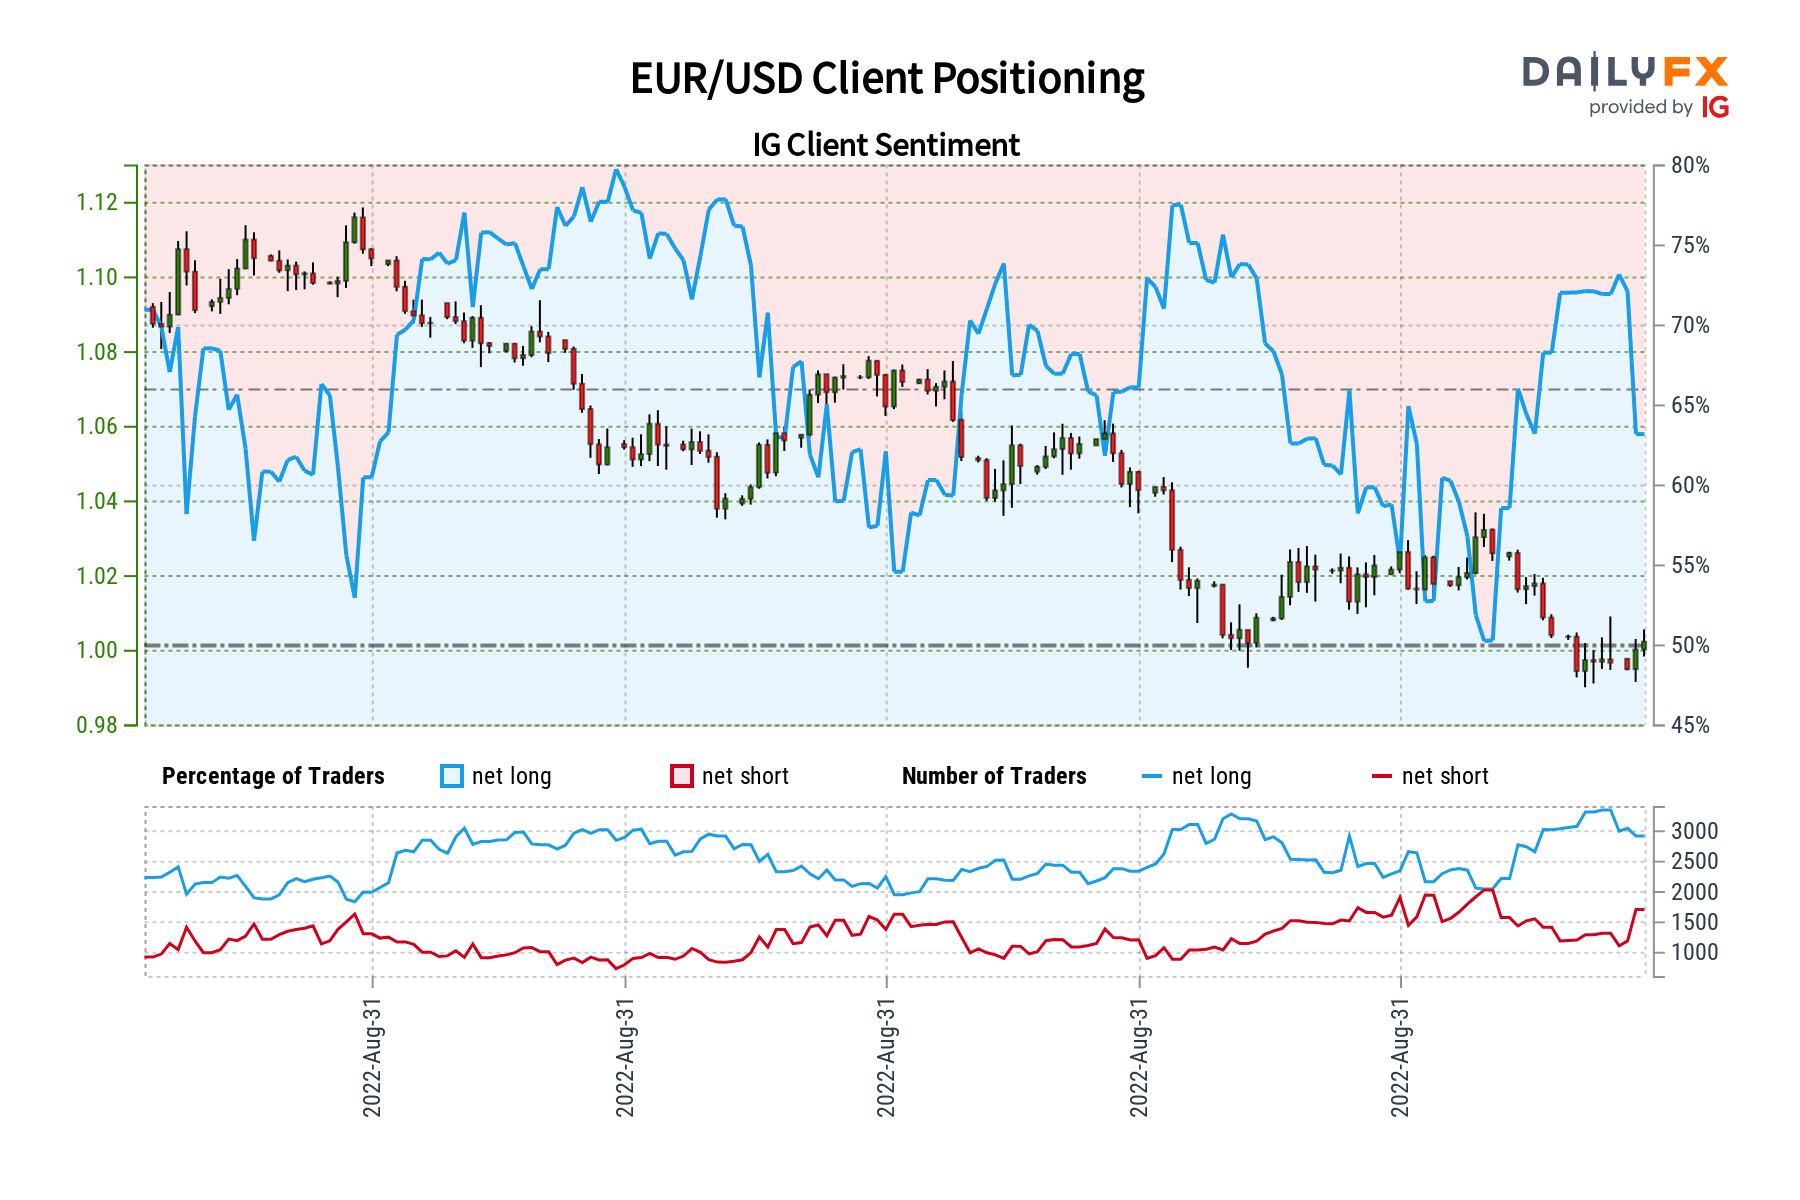 EUR/USD Client Positioning
DAILYFX
provided by IG
IG Client Sentiment
1.12
1.10
1.08
1.06
1.04
1.02
1.00
0.98
80%
75%
70%
65%
60%
55%
50%
45%
Percentage of Traders net long net short Number of Traders net long net short
3000
2500
2000
1500
1000
2022-Aug-31
2022-Aug-31
2022-Aug-31
2022-Aug-31
2022-Aug-31